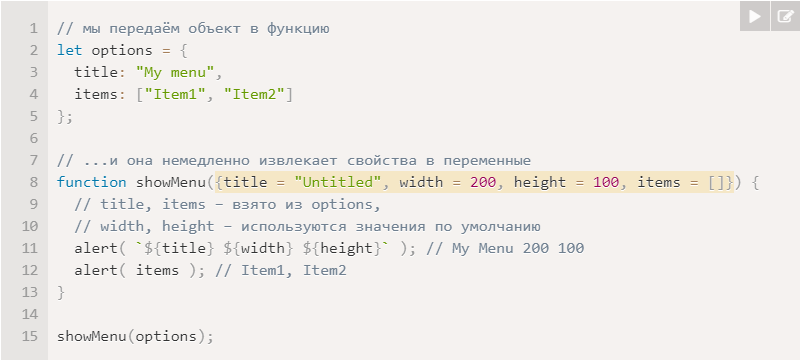 1 // мы передаём объект в функцию
2 let options = {
3   title: "My menu",
4   items: ["Item1", "Item2"]
5 };
6
7 // ...и она немедленно извлекает свойства в переменные
8 function showMenu({title = "Untitled", width = 200, height = 100, items = []}) {
9   // title, items – взято из options,
10   // width, height – используются значения по умолчанию
11   alert( `${title} ${width} ${height}` ); // My Menu 200 100
12   alert( items ); // Item1, Item2
13 }
14
15 showMenu(options);